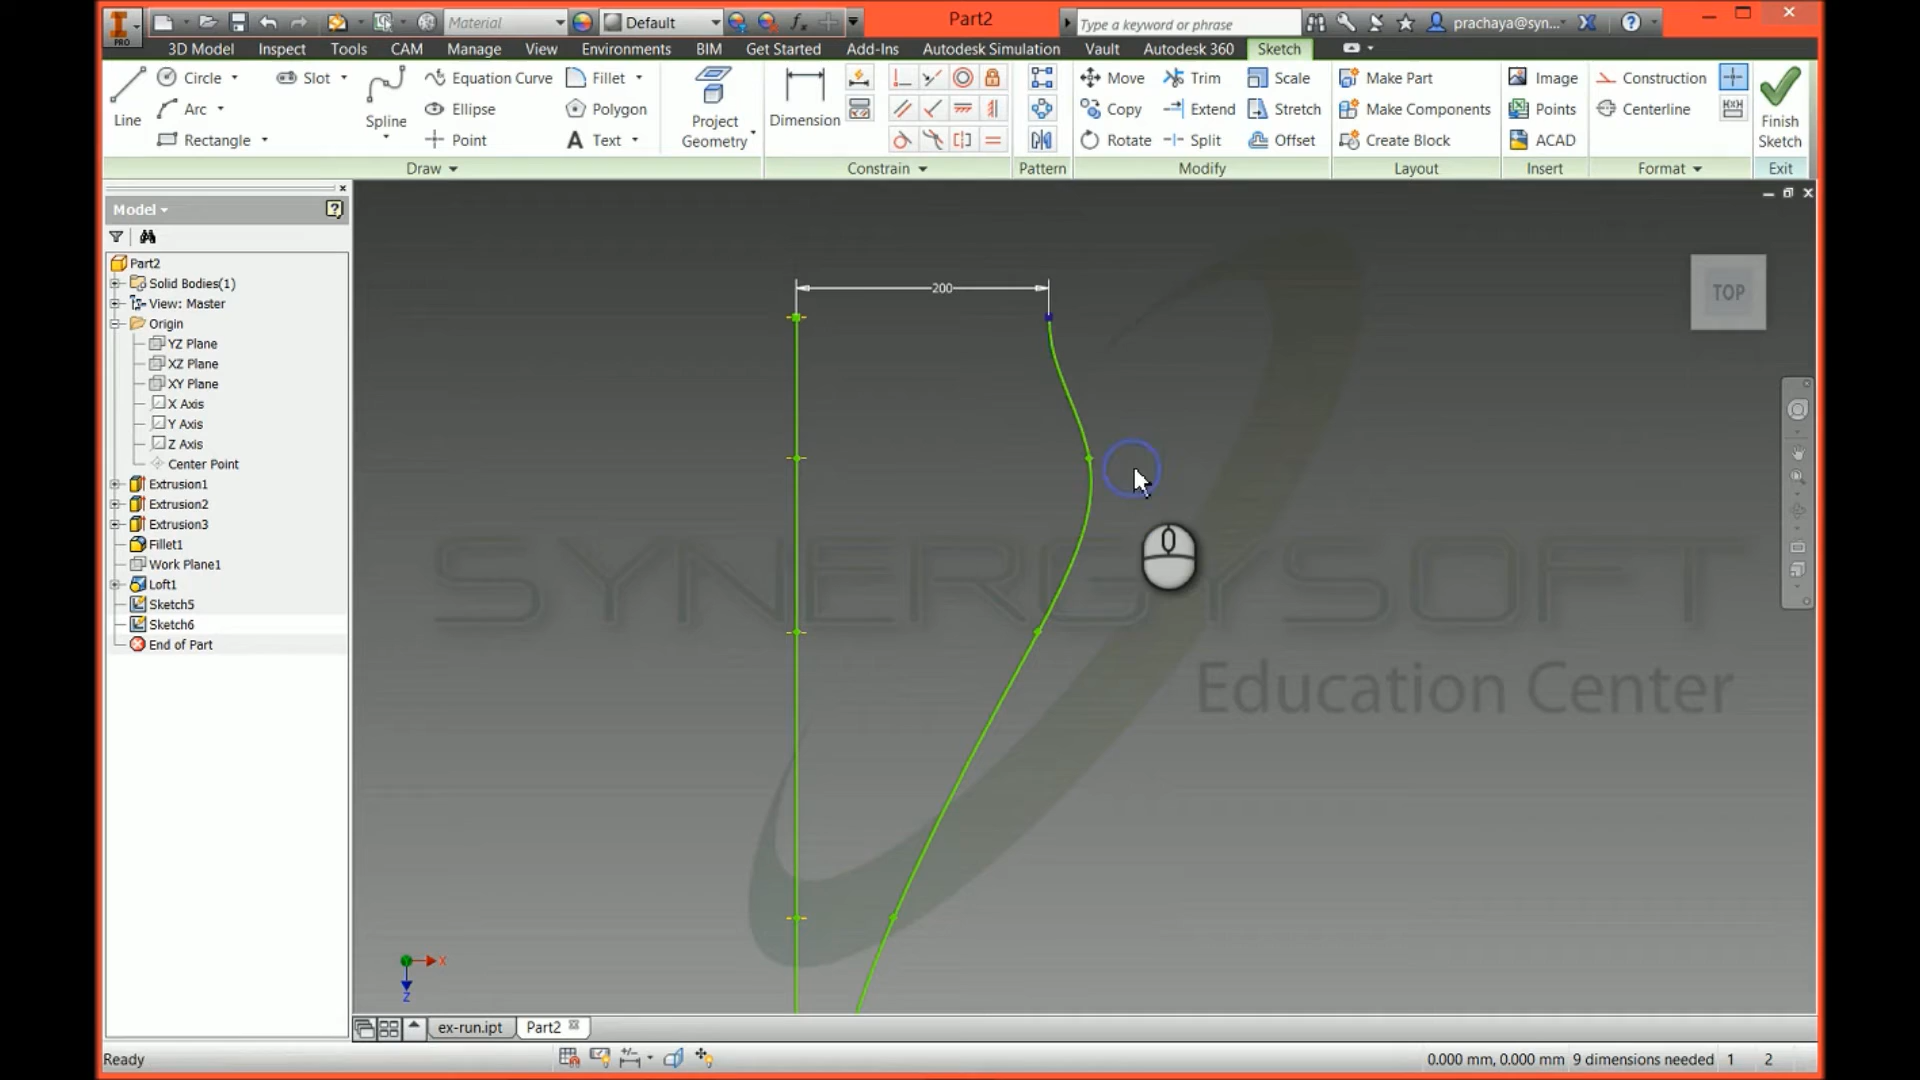 PRO
Material
Default
Part2
Type a keyword or phrase
prachaya@syn...
3D Model
Inspect
Tools
CAM
Manage
View
Environments
BIM
Get Started
Add-Ins
Autodesk Simulation
Vault
Autodesk 360
Sketch
Line
Circle
Arc
Rectangle
Slot
Spline
Equation Curve
Ellipse
Point
Fillet
Polygon
Text
Project Geometry
Dimension
Move
Copy
Rotate
Trim
Extend
Split
Scale
Stretch
Offset
Make Part
Make Components
Create Block
Image
Points
ACAD
Construction
Centerline
Finish Sketch
Draw
Constrain
Pattern
Modify
Layout
Insert
Format
Exit
Model
Part2
Solid Bodies(1)
View: Master
Origin
YZ Plane
XZ Plane
XY Plane
X Axis
Y Axis
Z Axis
Center Point
Extrusion1
Extrusion2
Extrusion3
Fillet1
Work Plane1
Loft1
Sketch5
Sketch6
End of Part
200
TOP
SYNERGYSOFT
Education Center
X
Z
ex-run.ipt
Part2
Ready
0.000 mm, 0.000 mm 9 dimensions needed 1 2